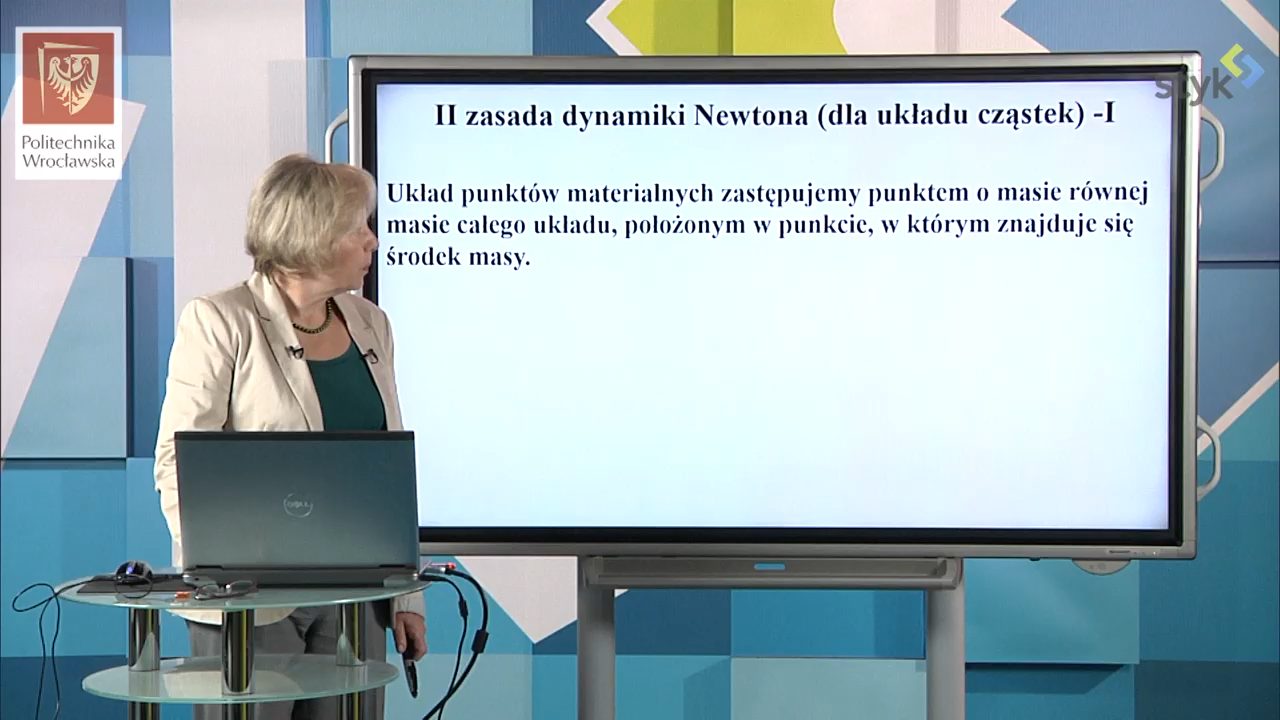 Politechnika
Wrocławska
styk
II zasada dynamiki Newtona (dla układu cząstek) -I
Układ punktów materialnych zastępujemy punktem o masie równej
masie całego układu, położonym w punkcie, w którym znajduje się
środek masy.
DELL